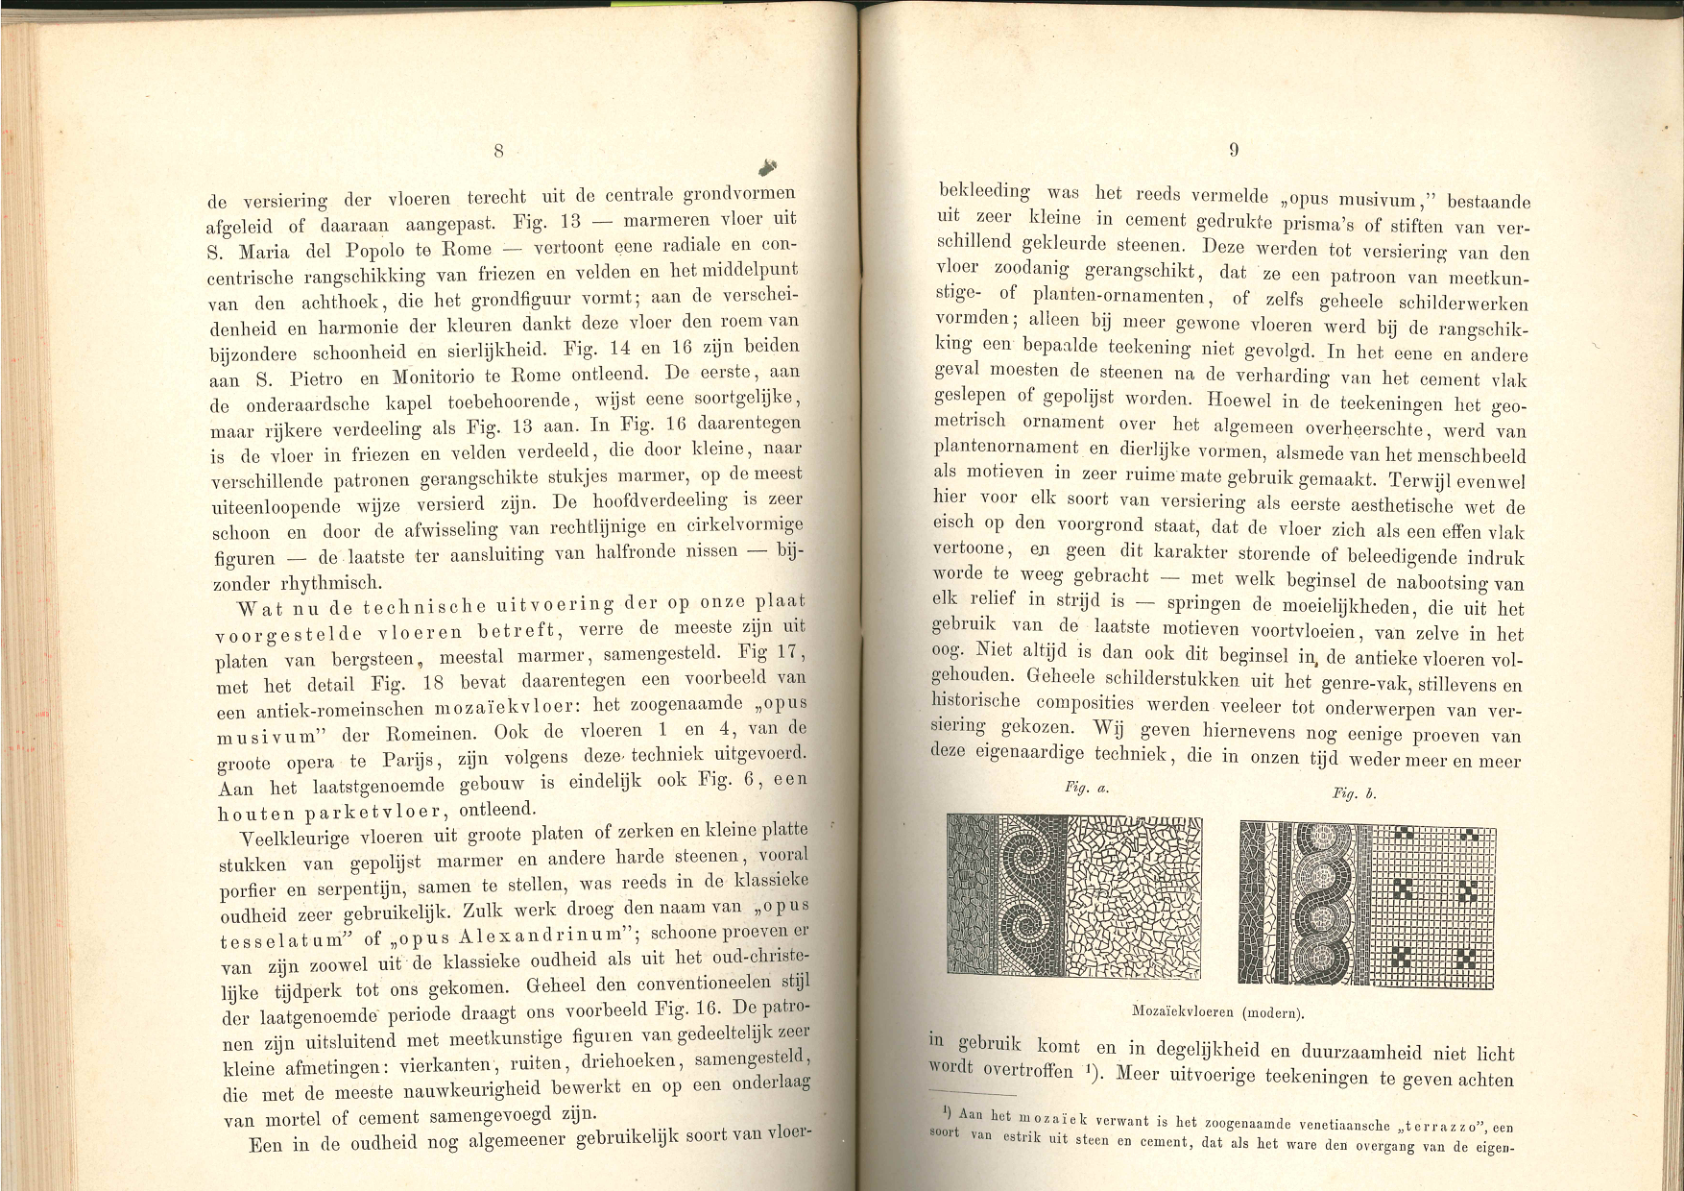 8
de versiering der vloeren terecht uit de centrale grondvormen
afgeleid of daaraan aangepast. Fig. 13 — marmeren vloer uit
S. Maria del Popolo te Rome — vertoont eene radiale en con-
centrische rangschikking van friezen en velden en het middelpunt
van den achthoek, die het grondfiguur vormt; aan de verschei-
denheid en harmonie der kleuren dankt deze vloer den roem van
bijzondere schoonheid en sierlijkheid. Fig. 14 en 16 zijn beiden
aan S. Pietro en Monitorio te Rome ontleend. De eerste, aan
de onderaardsche kapel toebehoorende, wijst eene soortgelijke,
maar rijkere verdeeling als Fig. 13 aan. In Fig. 16 daarentegen
is de vloer in friezen en velden verdeeld, die door kleine, naar
verschillende patronen gerangschikte stukjes marmer, op de meest
uiteenloopende wijze versierd zijn. De hoofdverdeeling is zeer
schoon en door de afwisseling van rechtlijnige en cirkelvormige
figuren — de laatste ter aansluiting van halfronde nissen — bij-
zonder rhythmisch.
Wat nu de technische uitvoering der op onze plaat
voorgestelde vloeren betreft, verre de meeste zijn uit
platen van bergsteen, meestal marmer, samengesteld. Fig 17,
met het detail Fig. 18 bevat daarentegen een voorbeeld van
een antiek-romeinschen mozaïekvloer: het zoogenaamde „opus
musivum” der Romeinen. Ook de vloeren 1 en 4, van de
groote opera te Parijs, zijn volgens deze techniek uitgevoerd.
Aan het laatstgenoemde gebouw is eindelijk ook Fig. 6, een
houten parketvloer, ontleend.
Veelkleurige vloeren uit groote platen of zerken en kleine platte
stukken van gepolijst marmer en andere harde steenen, vooral
porfier en serpentijn, samen te stellen, was reeds in de klassieke
oudheid zeer gebruikelijk. Zulk werk droeg den naam van „opus
tesselatum” of „opus Alexandrinum”; schoone proeven er
van zijn zoowel uit de klassieke oudheid als uit het oud-christe-
lijke tijdperk tot ons gekomen. Geheel den conventioneelen stijl
der laatgenoemde periode draagt ons voorbeeld Fig. 16. De patro-
nen zijn uitsluitend met meetkunstige figuren van gedeeltelijk zeer
kleine afmetingen: vierkanten, ruiten, driehoeken, samengesteld,
die met de meeste nauwkeurigheid bewerkt en op een onderlaag
van mortel of cement samengevoegd zijn.
Een in de oudheid nog algemeener gebruikelijk soort van vloer-
9
bekleeding was het reeds vermelde „opus musivum,” bestaande
uit zeer kleine in cement gedrukte prisma's of stiften van ver-
schillend gekleurde steenen. Deze werden tot versiering van den
vloer zoodanig gerangschikt, dat ze een patroon van meetkun-
stige- of planten-ornamenten, of zelfs geheele schilderwerken
vormden; alleen bij meer gewone vloeren werd bij de rangschik-
king een bepaalde teekening niet gevolgd. In het eene en andere
geval moesten de steenen na de verharding van het cement vlak
geslepen of gepolijst worden. Hoewel in de teekeningen het geo-
metrisch ornament over het algemeen overheerschte, werd van
plantenornament en dierlijke vormen, alsmede van het menschbeeld
als motieven in zeer ruime mate gebruik gemaakt. Terwijl evenwel
hier voor elk soort van versiering als eerste aesthetische wet de
eisch op den voorgrond staat, dat de vloer zich als een effen vlak
vertoone, en geen dit karakter storende of beleedigende indruk
worde te weeg gebracht — met welk beginsel de nabootsing van
elk relief in strijd is — springen de moeielijkheden, die uit het
gebruik van de laatste motieven voortvloeien, van zelve in het
oog. Niet altijd is dan ook dit beginsel in de antieke vloeren vol-
gehouden. Geheele schilderstukken uit het genre-vak, stillevens en
historische composities werden veeleer tot onderwerpen van ver-
siering gekozen. Wij geven hiernevens nog eenige proeven van
deze eigenaardige techniek, die in onzen tijd weder meer en meer
Fig. a.
Fig. b.
Mozaïekvloeren (modern).
in gebruik komt en in degelijkheid en duurzaamheid niet licht
wordt overtroffen ¹). Meer uitvoerige teekeningen te geven achten
¹) Aan het mozaïek verwant is het zoogenaamde venetiaansche „terrazzo”, een
soort van estrik uit steen en cement, dat als het ware den overgang van de eigen-